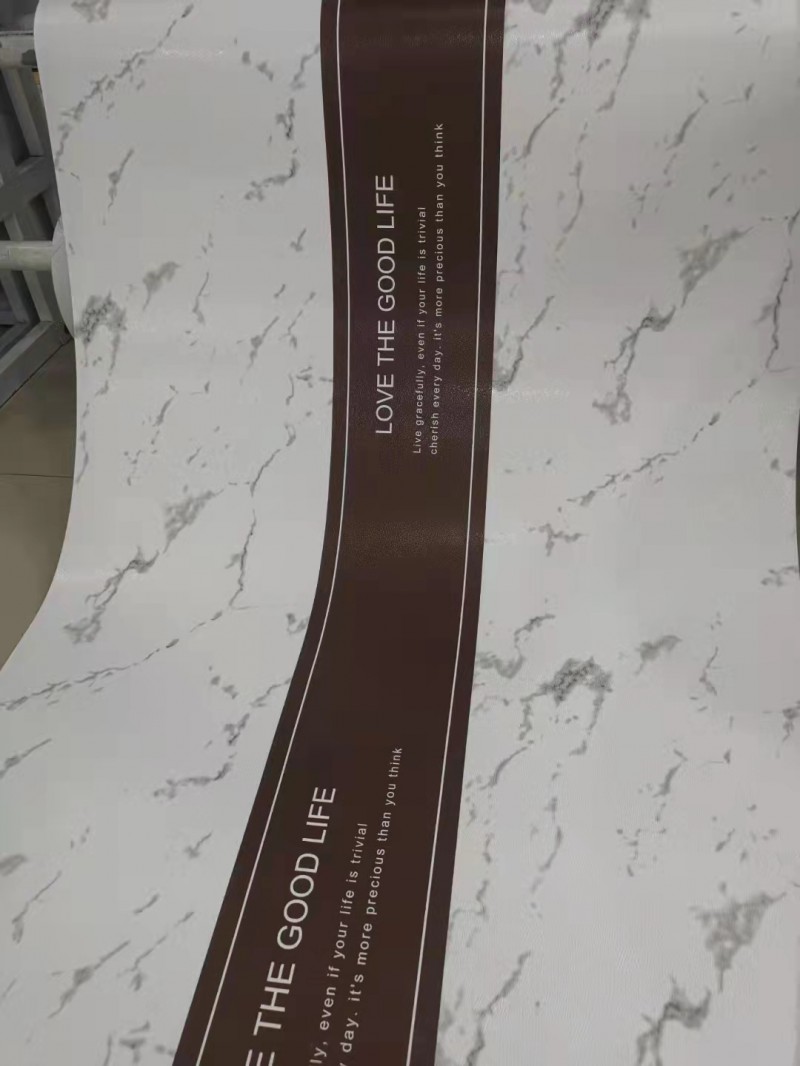 LOVE THE GOOD LIFE
Live gracefully, even if your life is trivial
cherish every day. it's more precious than you think
E THE GOOD LIFE
ly, even if your life is trivial
y day. it's more precious than you think